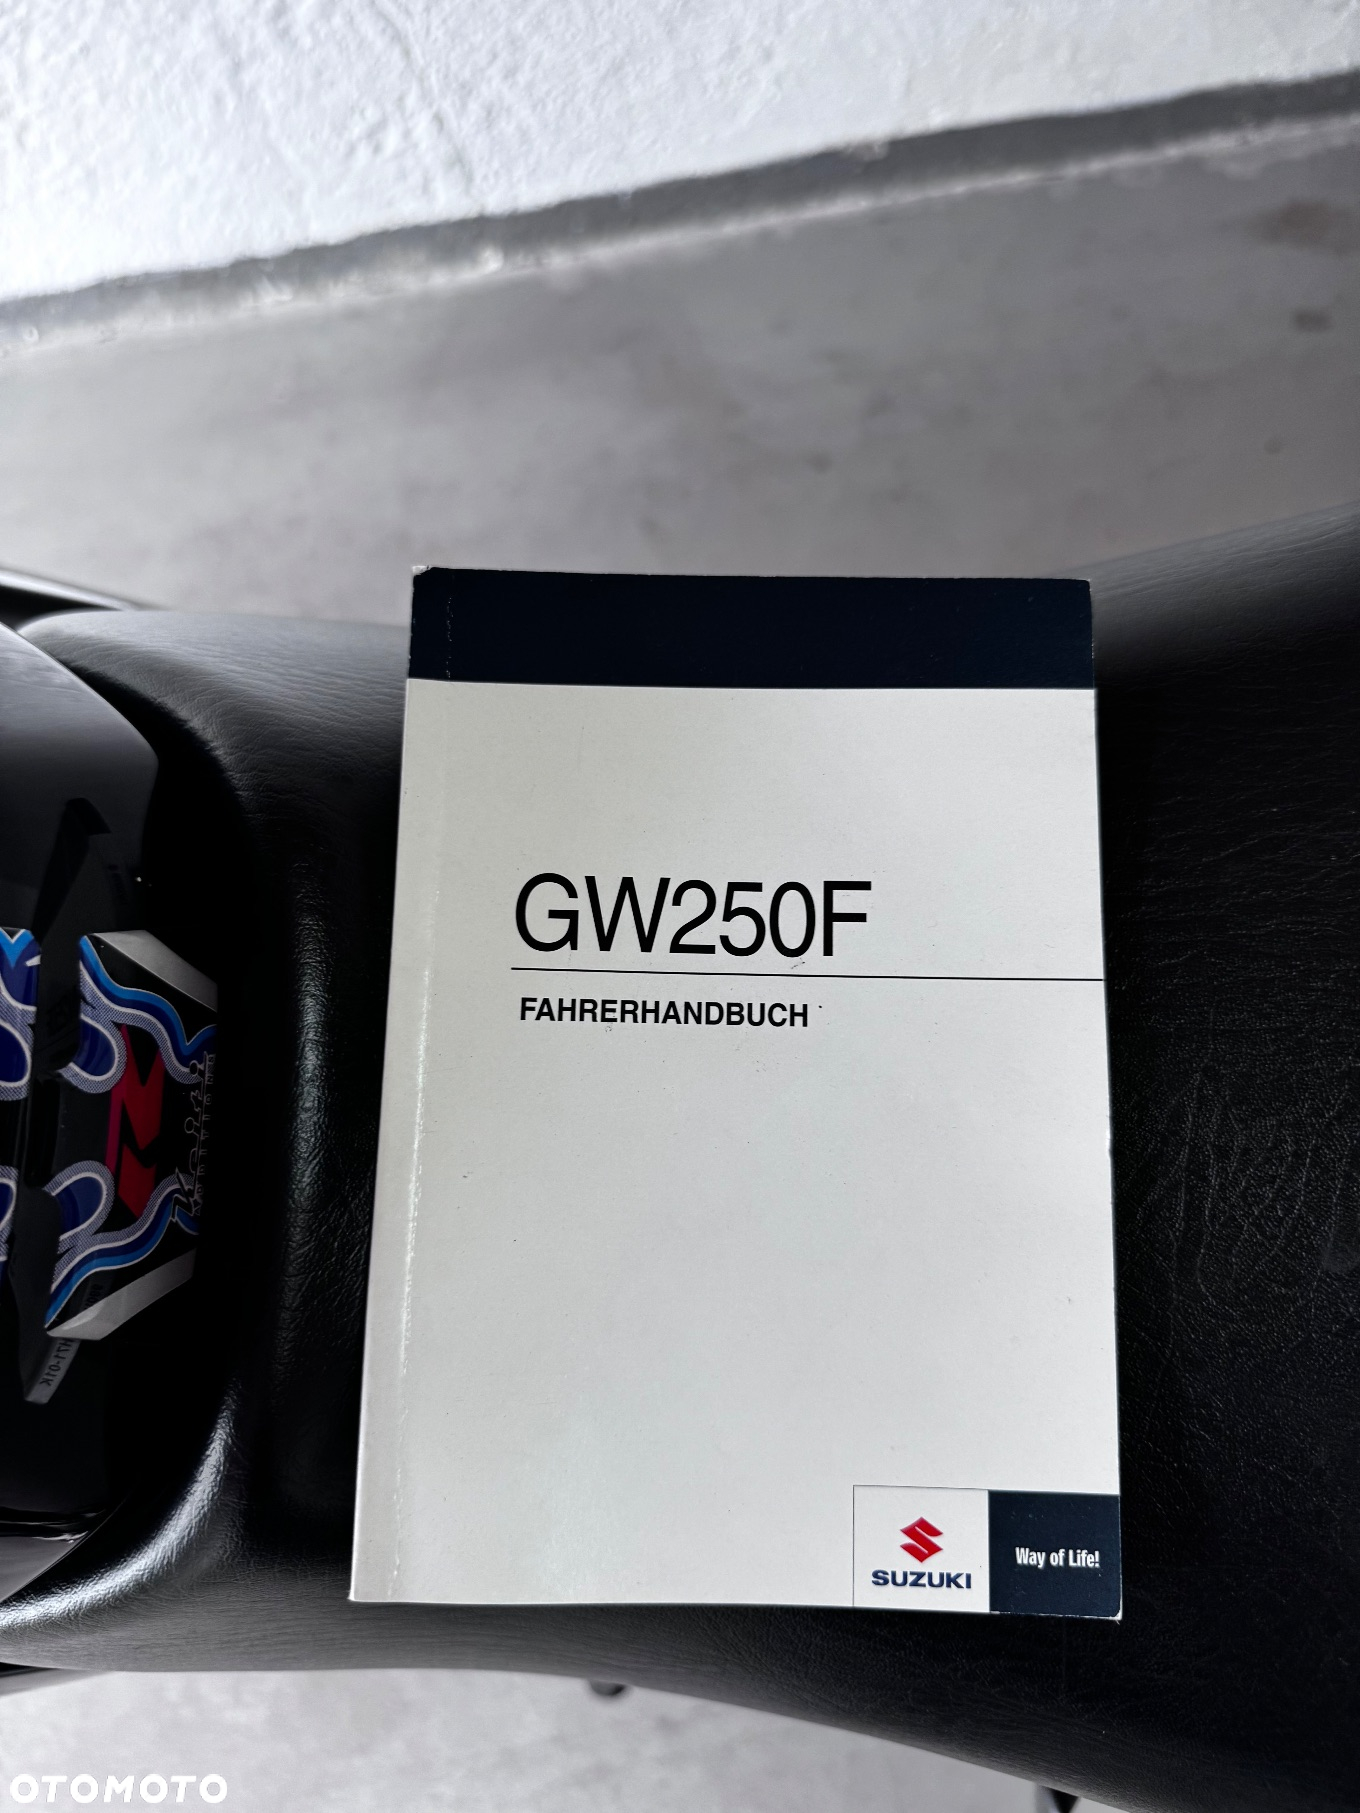 GW250F
FAHRERHANDBUCH
SUZUKI
Way of Life!
OTOMOTO